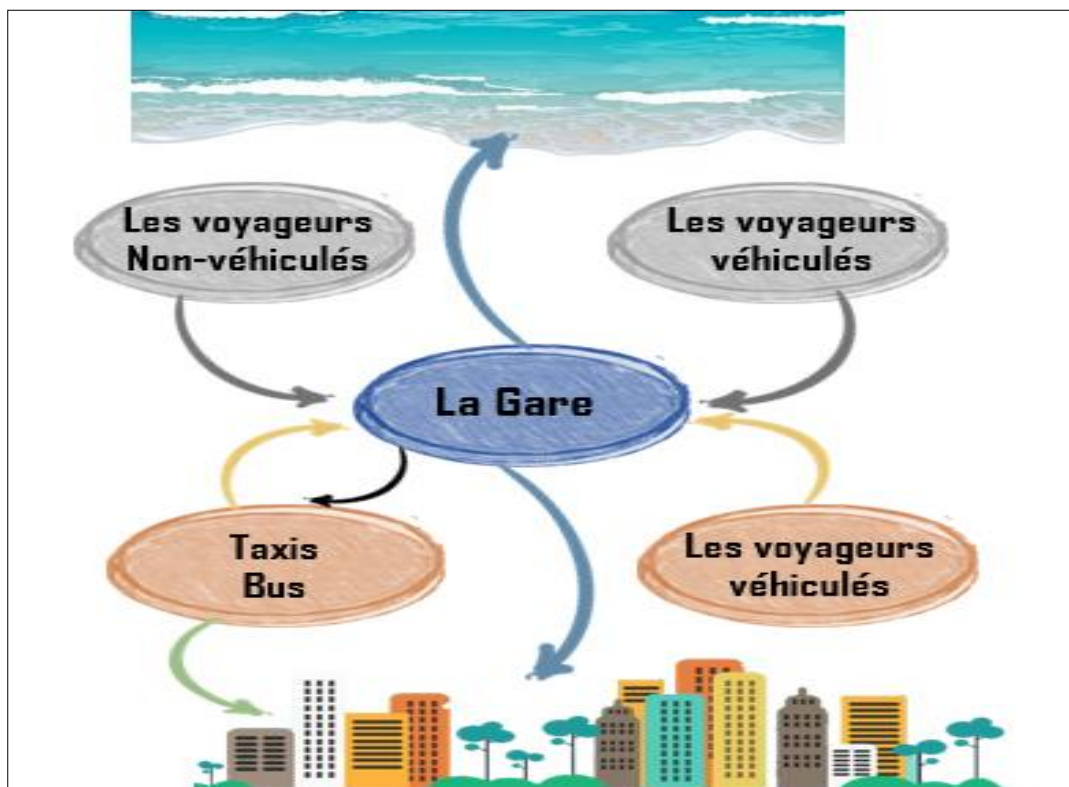 Les voyageurs
Non-véhiculés
Les voyageurs
véhiculés
La Gare
Taxis
Bus
Les voyageurs
véhiculés